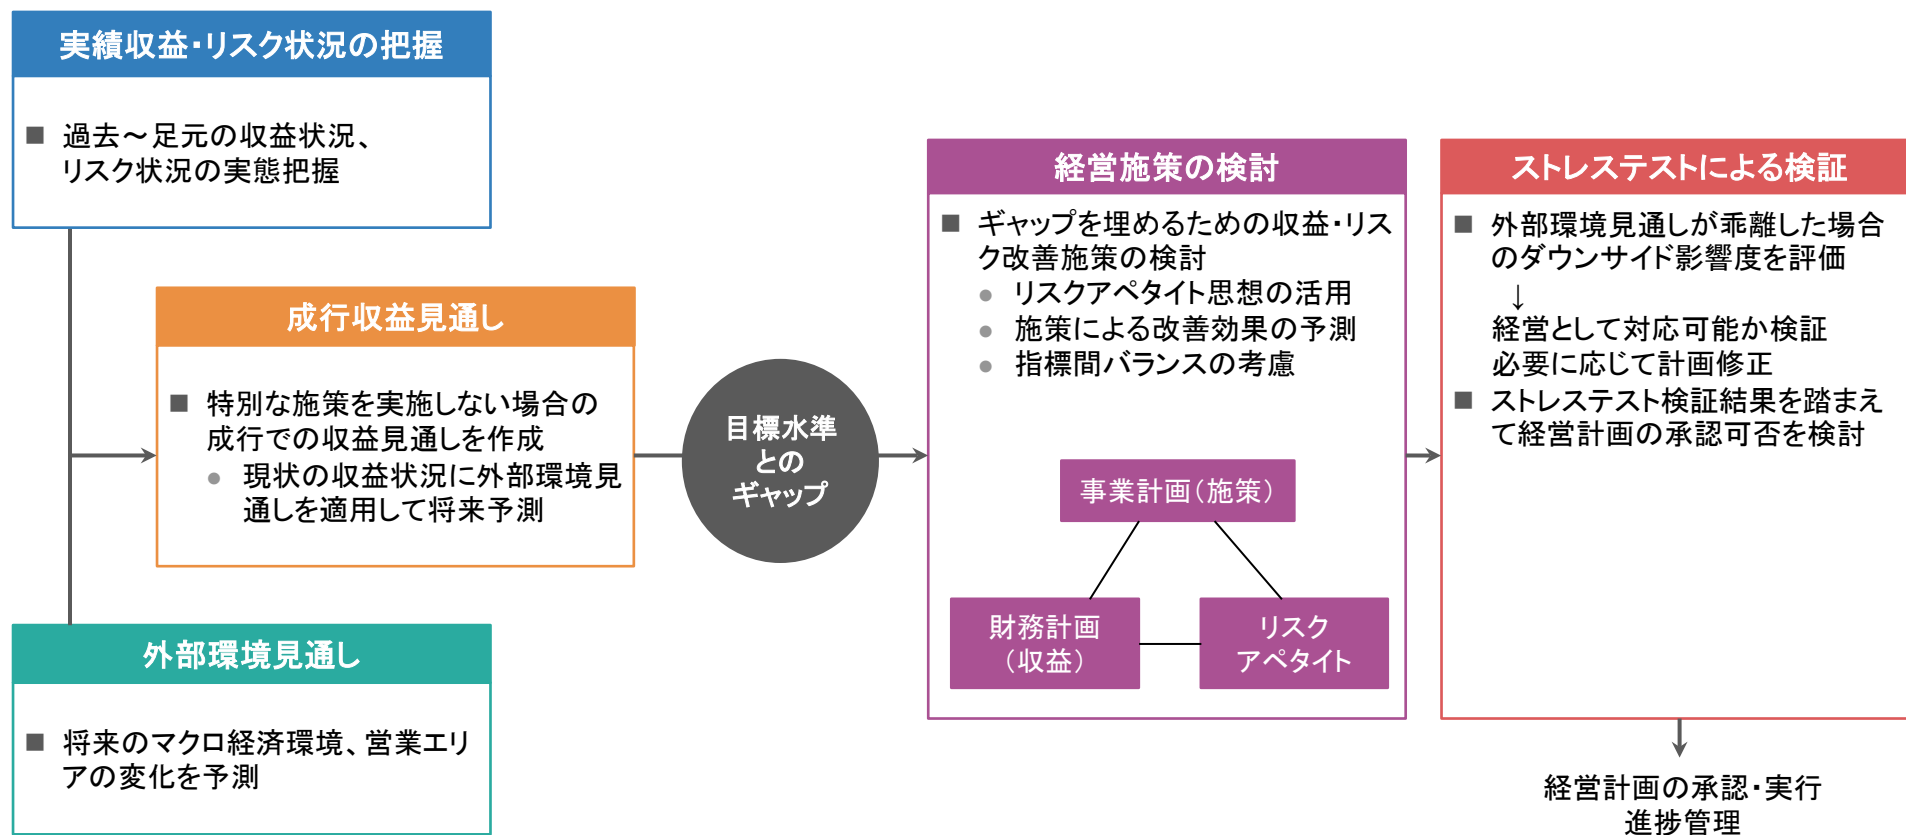 実績収益・リスク状況の把握
■ 過去～足元の収益状況、
リスク状況の実態把握
成行収益見通し
■ 特別な施策を実施しない場合の
成行での収益見通しを作成
● 現状の収益状況に外部環境見
通しを適用して将来予測
外部環境見通し
■ 将来のマクロ経済環境、営業エリ
アの変化を予測
目標水準
との
ギャップ
経営施策の検討
■ ギャップを埋めるための収益・リス
ク改善施策の検討
● リスクアペタイト思想の活用
● 施策による改善効果の予測
● 指標間バランスの考慮
事業計画（施策）
財務計画
（収益）
リスク
アペタイト
ストレステストによる検証
■ 外部環境見通しが乖離した場合
のダウンサイド影響度を評価
↓
経営として対応可能か検証
必要に応じて計画修正
■ ストレステスト検証結果を踏まえ
て経営計画の承認可否を検討
経営計画の承認・実行
進捗管理